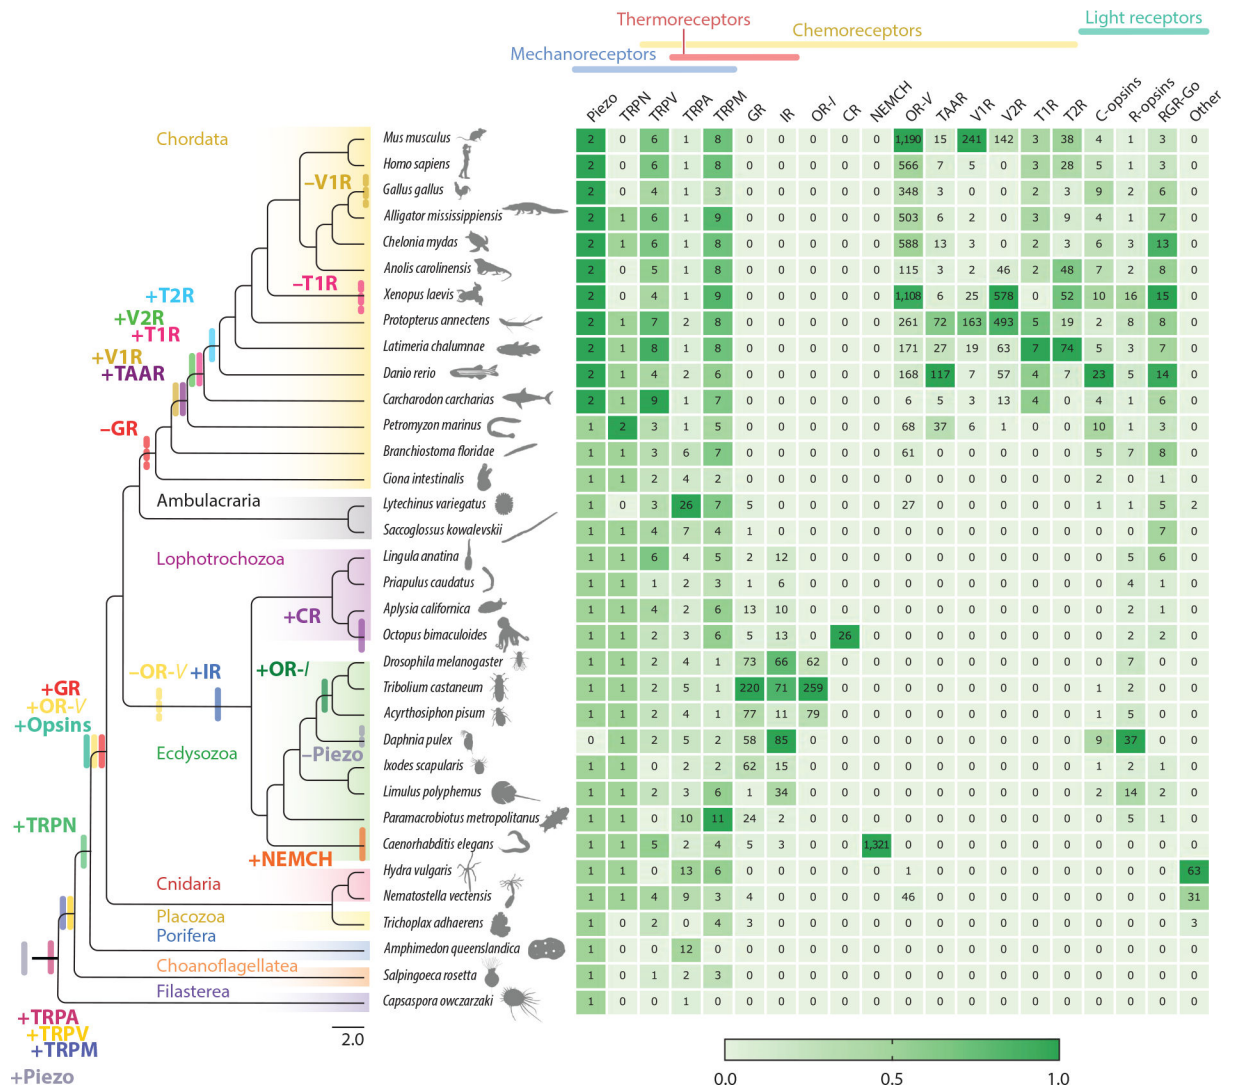 Thermoreceptors
Light receptors
Chemoreceptors
Mechanoreceptors
Piezo TRPN TRPV TRPA TRPM GR IR OR-I CR NEMCH OR-V TAAR V1R V2R T1R T2R C-opsins R-opsins RGR-Go Other
Chordata
Mus musculus 2 0 6 1 8 0 0 0 0 0 1,190 15 241 142 3 38 4 1 3 0
Homo sapiens 2 0 6 1 8 0 0 0 0 0 566 7 5 0 3 28 5 1 3 0
–V1R
Gallus gallus 2 0 4 1 3 0 0 0 0 0 348 3 0 0 2 3 9 2 6 0
Alligator mississippiensis 2 1 6 1 9 0 0 0 0 0 503 6 2 0 3 9 4 1 7 0
Chelonia mydas 2 1 6 1 8 0 0 0 0 0 588 13 3 0 2 3 6 3 13 0
Anolis carolinensis 2 0 5 1 8 0 0 0 0 0 115 3 2 46 2 48 7 2 8 0
–T1R
+T2R
Xenopus laevis 2 0 4 1 9 0 0 0 0 0 1,108 6 25 578 0 52 10 16 15 0
+V2R
Protopterus annectens 2 1 7 2 8 0 0 0 0 0 261 72 163 493 5 19 2 8 8 0
+T1R
Latimeria chalumnae 2 1 8 1 8 0 0 0 0 0 171 27 19 63 7 74 5 3 7 0
+V1R
+TAAR
Danio rerio 2 1 4 2 6 0 0 0 0 0 168 117 7 57 4 7 23 5 14 0
Carcharodon carcharias 2 1 9 1 7 0 0 0 0 0 6 5 3 13 4 0 4 1 6 0
–GR
Petromyzon marinus 1 2 3 1 5 0 0 0 0 0 68 37 6 1 0 0 10 1 3 0
Branchiostoma floridae 1 1 3 6 7 0 0 0 0 0 61 0 0 0 0 0 5 7 8 0
Ciona intestinalis 1 1 2 4 2 0 0 0 0 0 0 0 0 0 0 0 2 0 1 0
Ambulacraria
Lytechinus variegatus 1 0 3 26 7 5 0 0 0 0 27 0 0 0 0 0 1 1 5 2
Saccoglossus kowalevskii 1 1 4 7 4 1 0 0 0 0 0 0 0 0 0 0 0 0 7 0
Lophotrochozoa
Lingula anatina 1 1 6 4 5 2 12 0 0 0 0 0 0 0 0 0 0 5 6 0
Priapulus caudatus 1 1 1 2 3 1 6 0 0 0 0 0 0 0 0 0 0 4 1 0
+CR
Aplysia californica 1 1 4 2 6 13 10 0 0 0 0 0 0 0 0 0 0 2 1 0
Octopus bimaculoides 1 1 2 3 6 5 13 0 26 0 0 0 0 0 0 0 0 2 2 0
–OR-V +IR +OR-I
Drosophila melanogaster 1 1 2 4 1 73 66 62 0 0 0 0 0 0 0 0 0 7 0 0
+GR
Tribolium castaneum 1 1 2 5 1 220 71 259 0 0 0 0 0 0 0 0 1 2 0 0
+OR-V
+Opsins
Acyrthosiphon pisum 1 1 2 4 1 77 11 79 0 0 0 0 0 0 0 0 1 5 0 0
Daphnia pulex 0 1 2 5 2 58 85 0 0 0 0 0 0 0 0 0 9 37 0 0
Ecdysozoa –Piezo
Ixodes scapularis 1 1 0 2 2 62 15 0 0 0 0 0 0 0 0 0 1 2 1 0
Limulus polyphemus 1 1 2 3 6 1 34 0 0 0 0 0 0 0 0 0 2 14 2 0
+TRPN
Paramacrobiotus metropolitanus 1 1 0 10 11 24 2 0 0 0 0 0 0 0 0 0 0 5 1 0
Caenorhabditis elegans 1 1 5 2 4 5 3 0 0 1,321 0 0 0 0 0 0 0 0 0 0
+NEMCH
Hydra vulgaris 1 1 0 13 6 0 0 0 0 0 1 0 0 0 0 0 0 0 0 63
Cnidaria
Nematostella vectensis 1 1 4 9 3 4 0 0 0 0 46 0 0 0 0 0 0 0 0 31
Placozoa
Trichoplax adhaerens 1 0 2 0 4 3 0 0 0 0 0 0 0 0 0 0 0 0 0 3
Porifera
Amphimedon queenslandica 1 0 0 12 0 0 0 0 0 0 0 0 0 0 0 0 0 0 0 0
Choanoflagellatea
Salpingoeca rosetta 1 0 1 2 3 0 0 0 0 0 0 0 0 0 0 0 0 0 0 0
Filasterea
Capsaspora owczarzaki 1 0 0 1 0 0 0 0 0 0 0 0 0 0 0 0 0 0 0 0
+TRPA
+TRPV
+TRPM
+Piezo
2.0
0.0 0.5 1.0